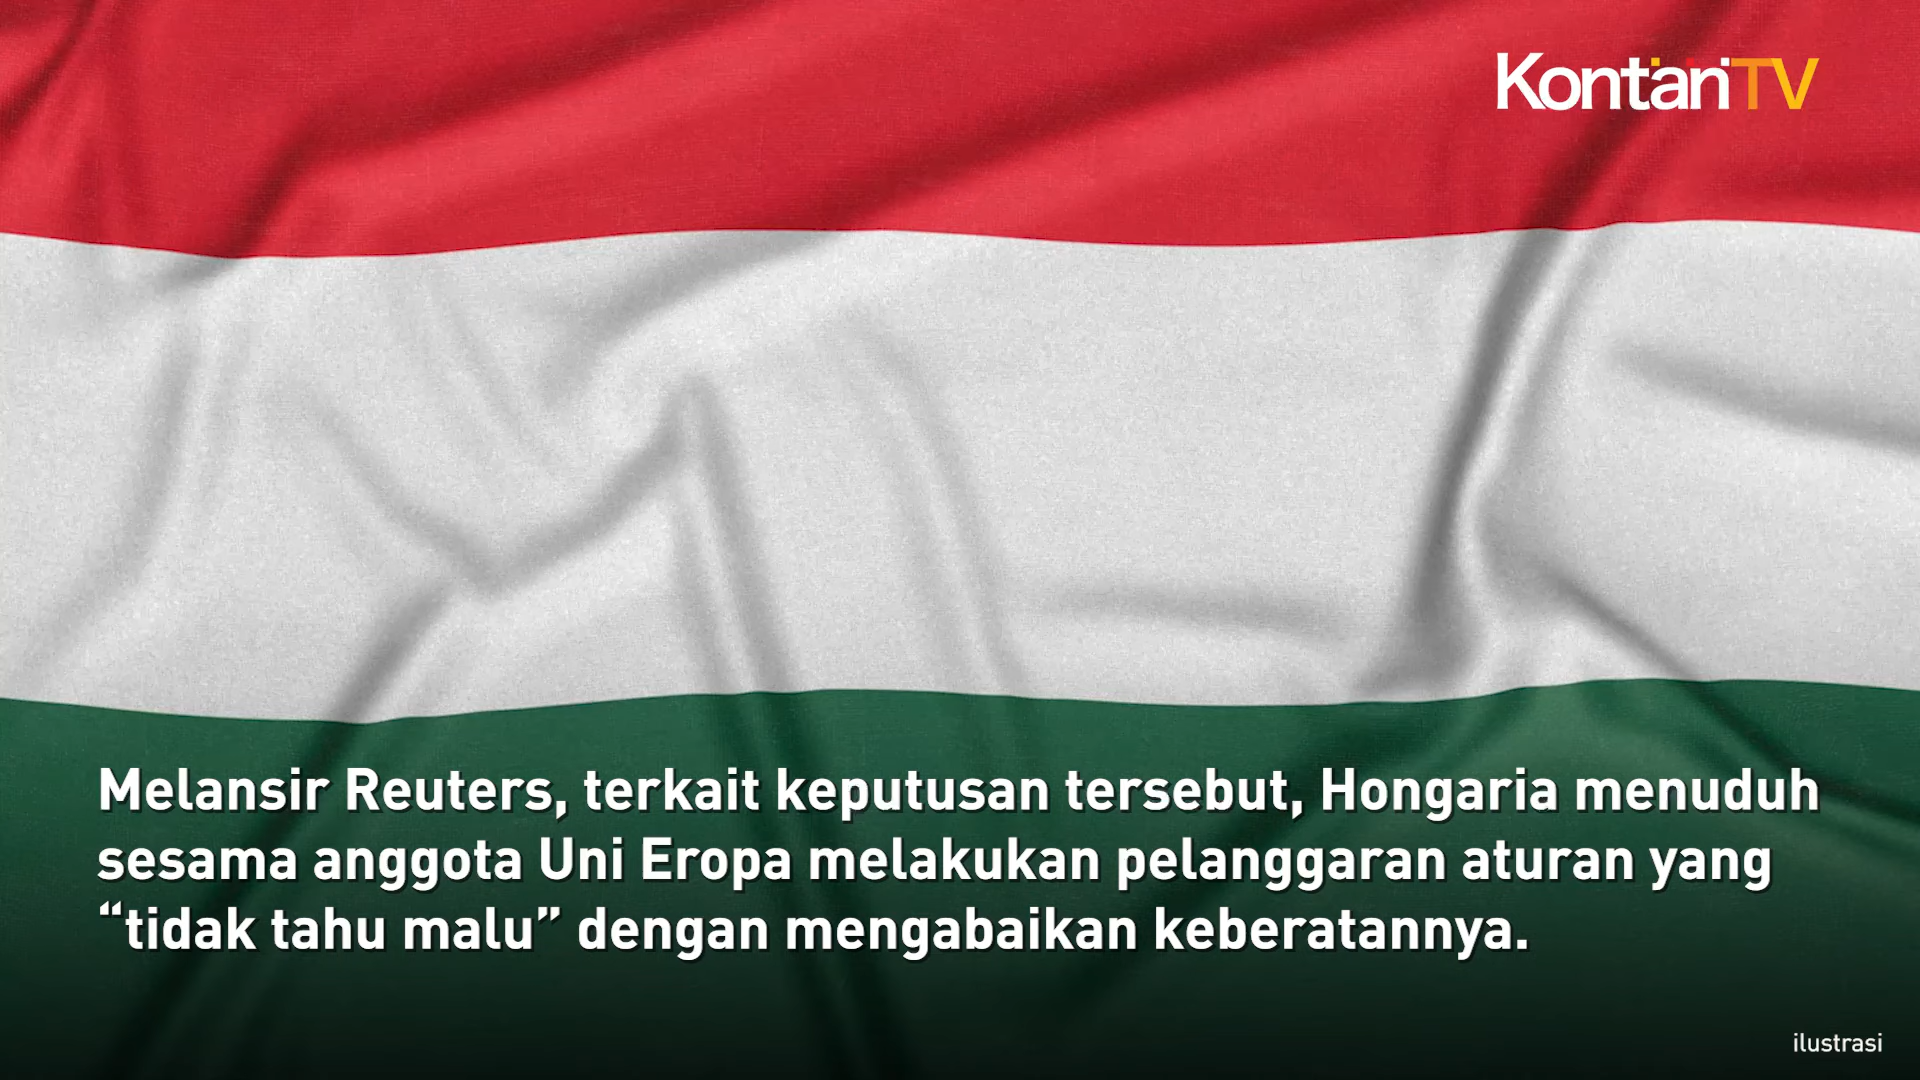 KontanTV
Melansir Reuters, terkait keputusan tersebut, Hongaria menuduh
sesama anggota Uni Eropa melakukan pelanggaran aturan yang
“tidak tahu malu” dengan mengabaikan keberatannya.
ilustrasi